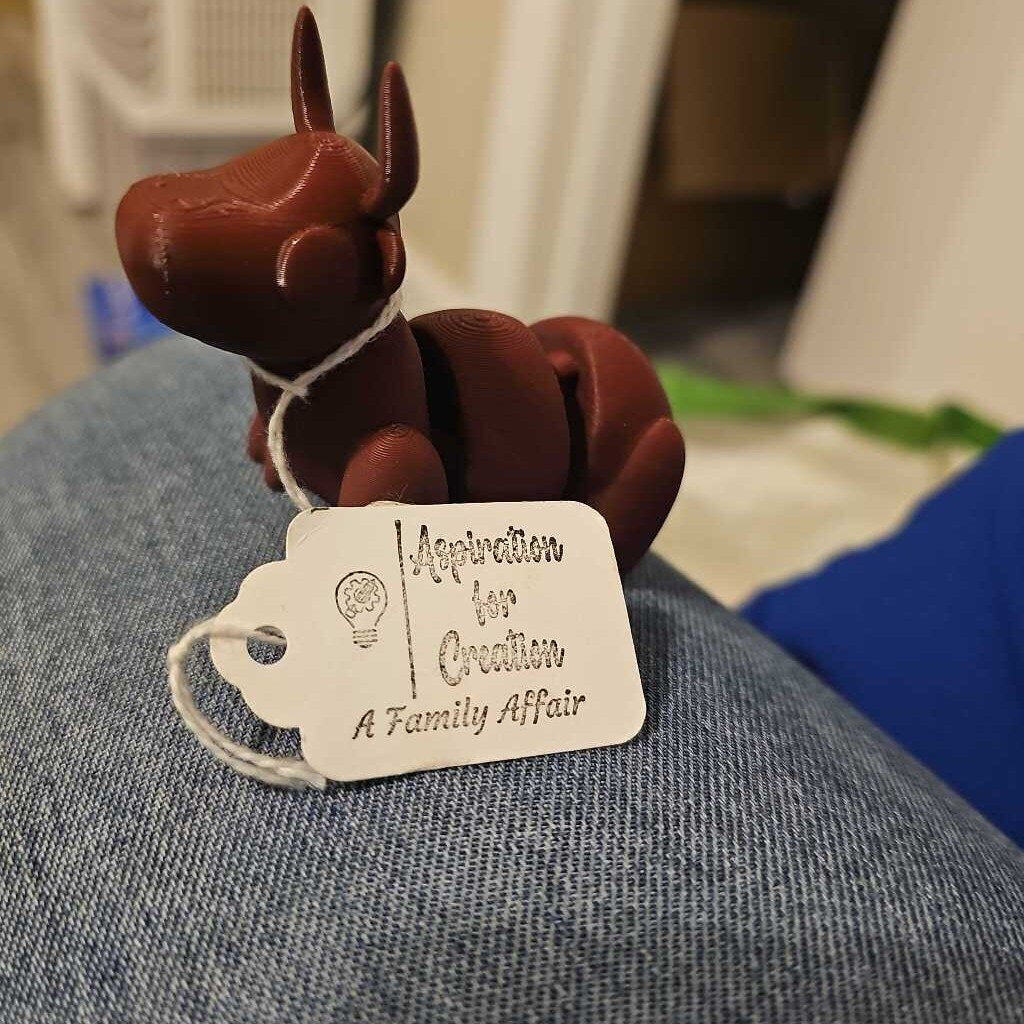 Aspiration
for
Creation
A Family Affair